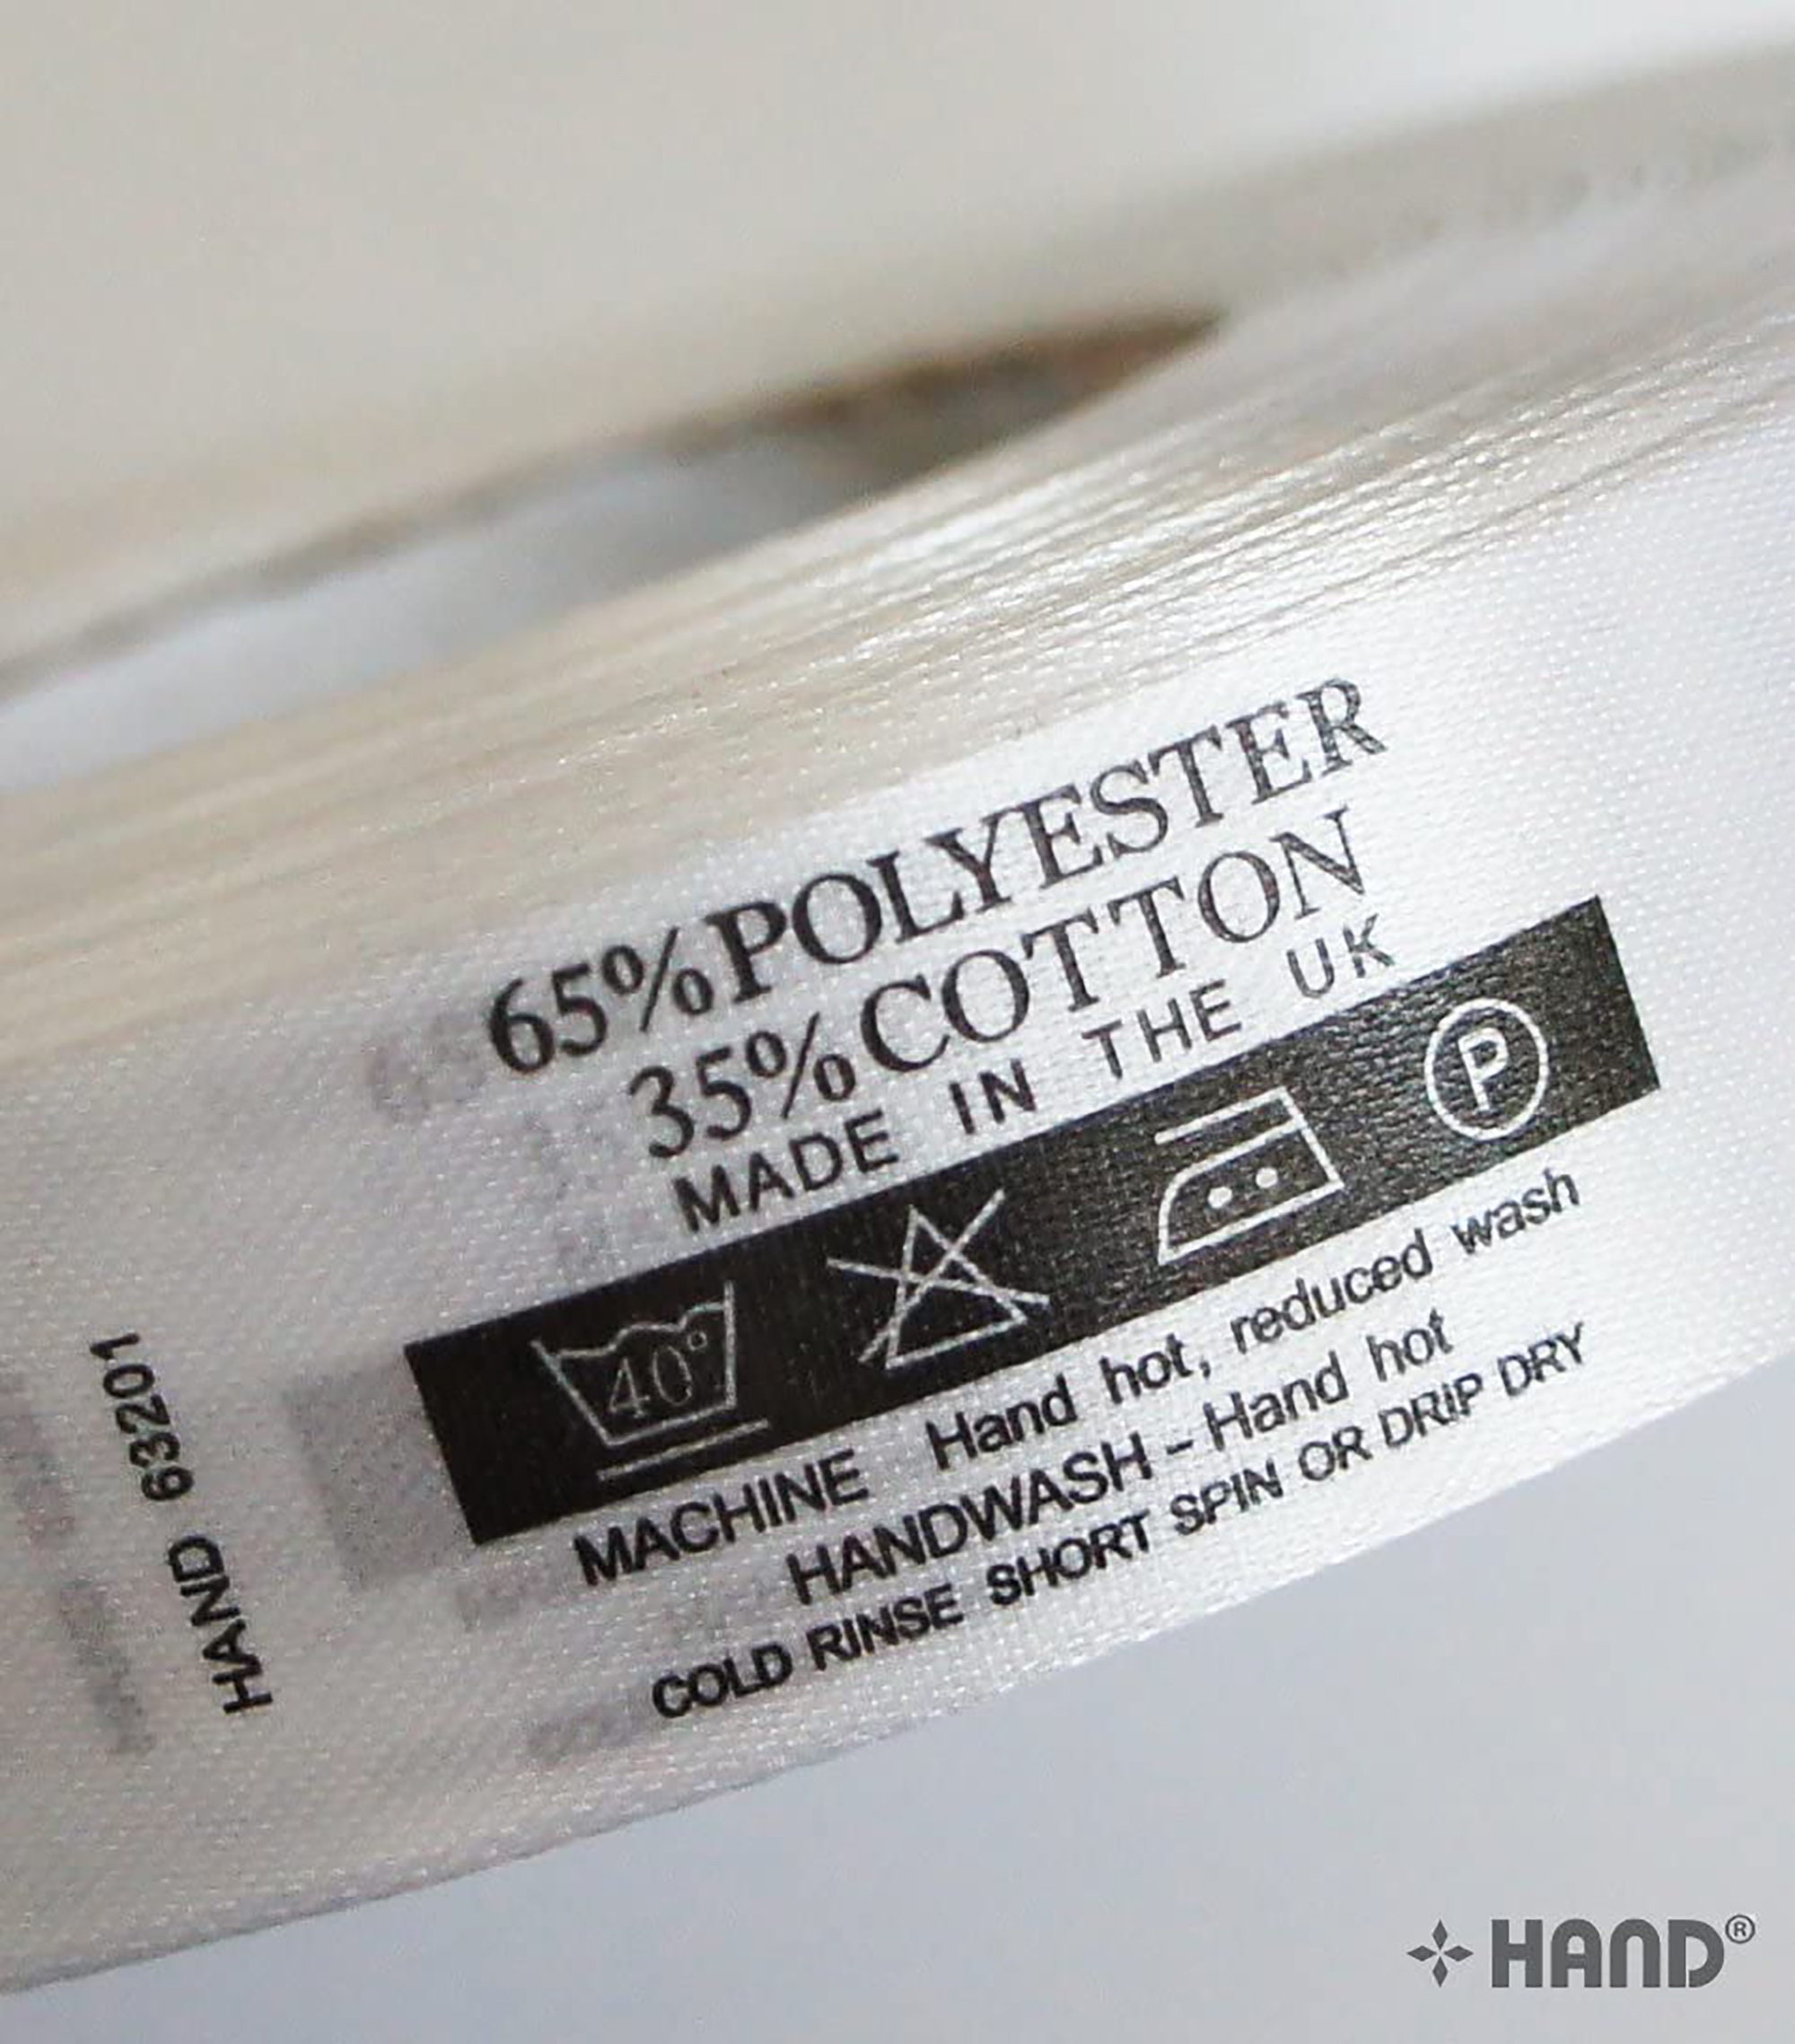 65%POLYESTER
35%COTTON
MADE IN THE UK
40°
P
MACHINE Hand hot, reduced wash
HANDWASH - Hand hot
COLD RINSE SHORT SPIN OR DRIP DRY
HAND 63201
HAND®